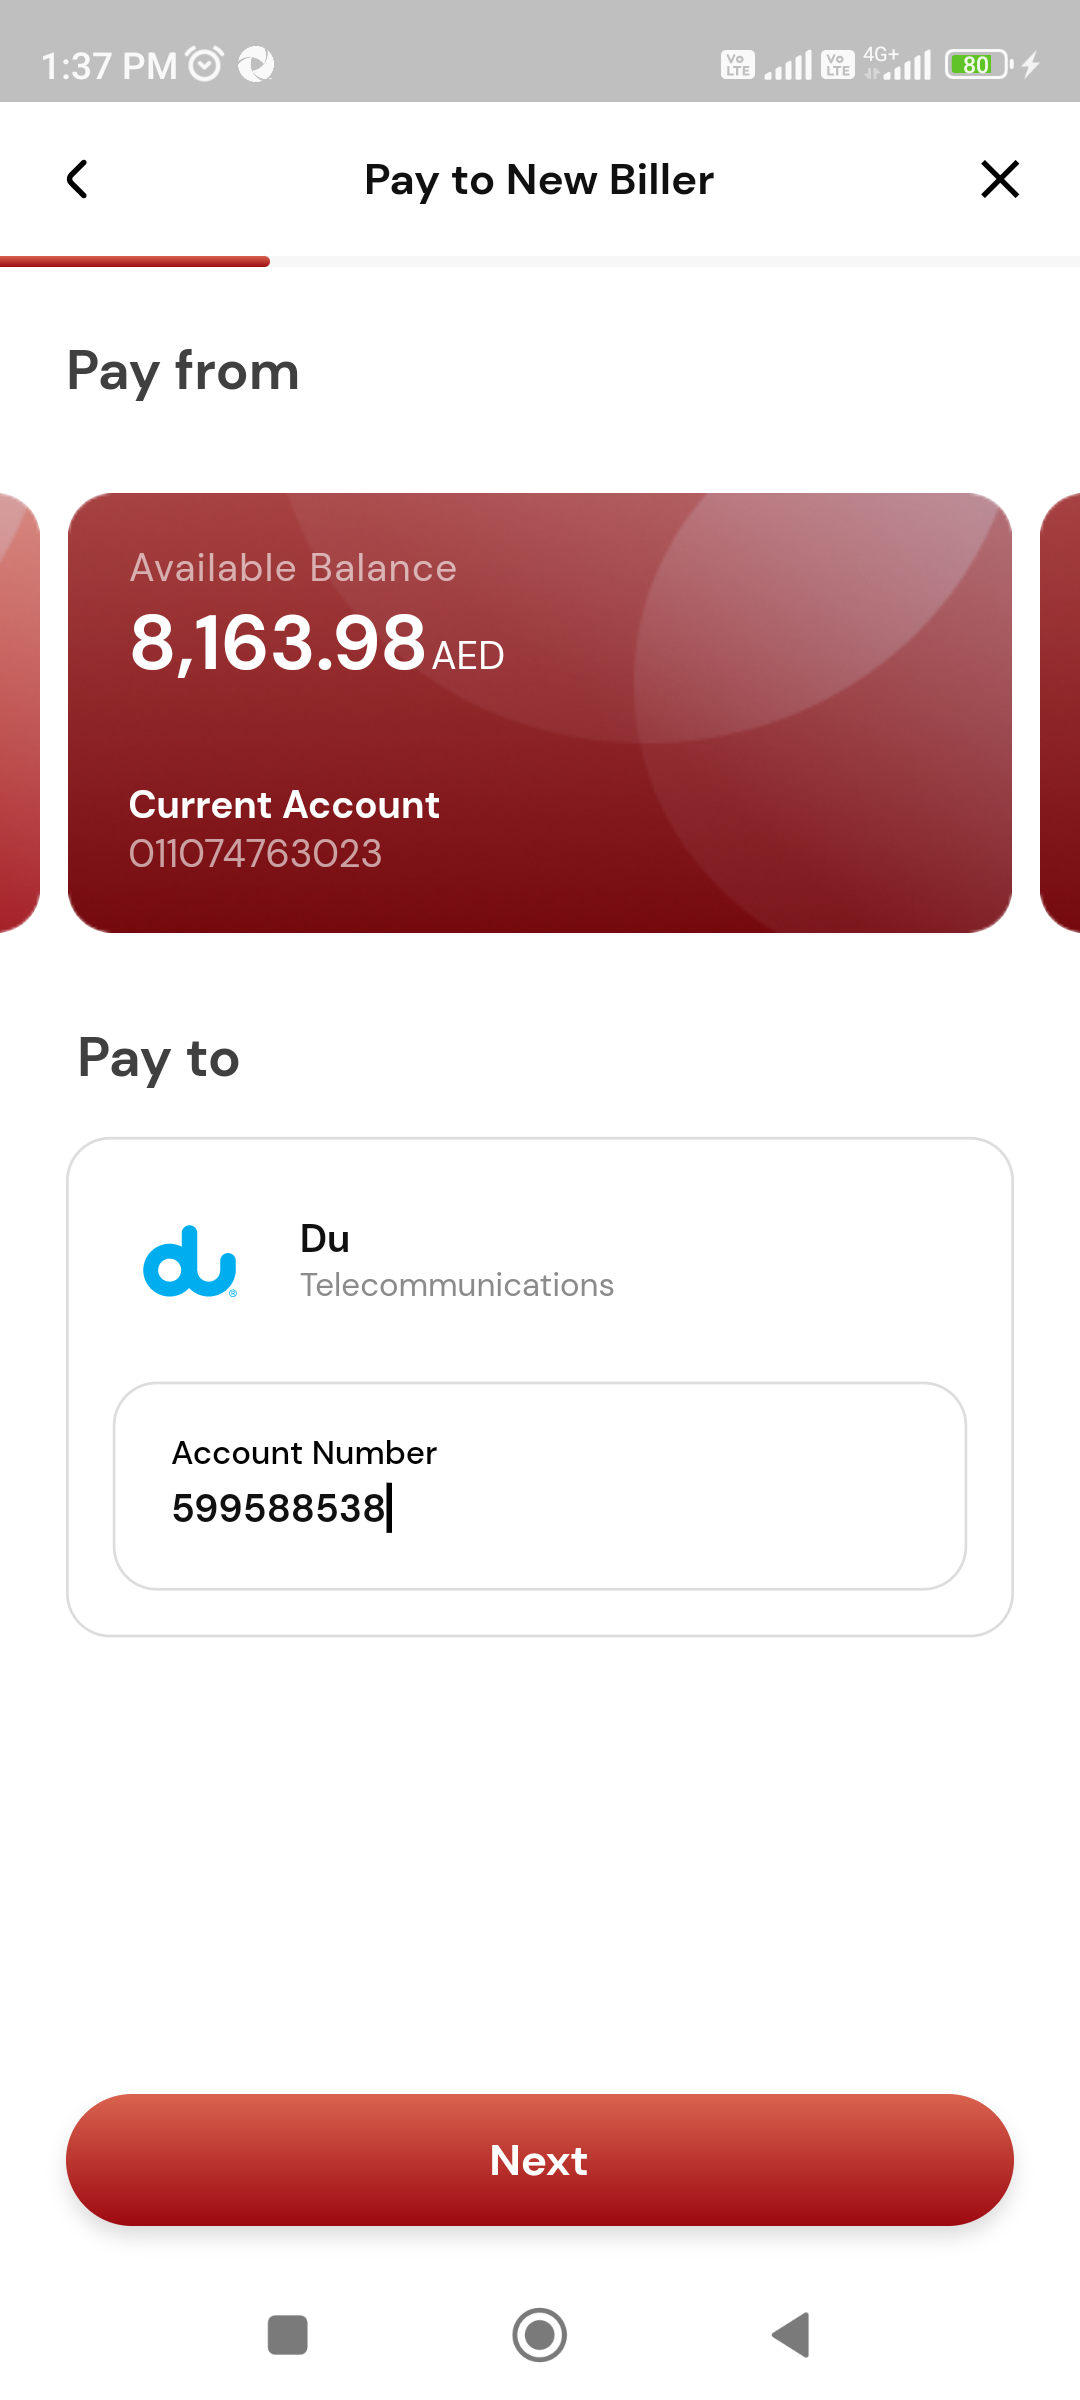 1:37 PM
Vo LTE
Vo LTE
4G+
80
Pay to New Biller
Pay from
Available Balance
8,163.98 AED
Current Account
011074763023
Pay to
du
Du
Telecommunications
Account Number
599588538
Next